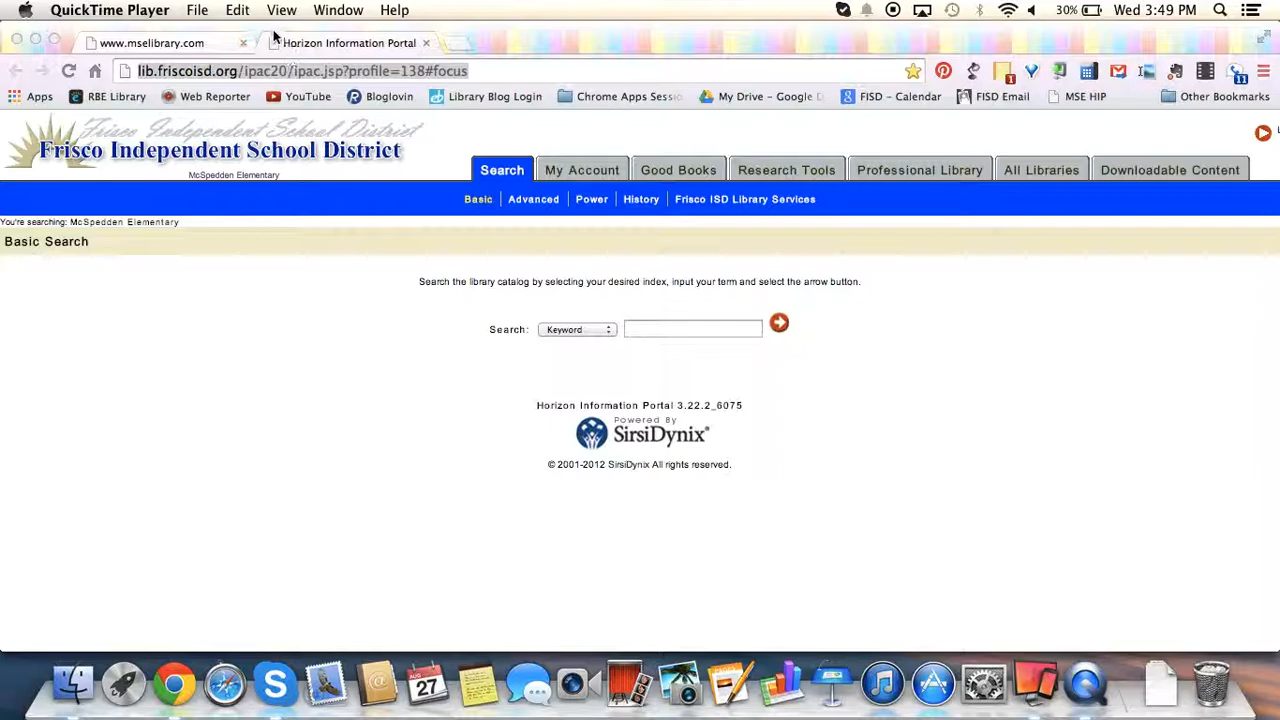 QuickTime Player File Edit View Window Help 30% Wed 3:49 PM
www.mselibrary.com Horizon Information Portal
lib.friscoisd.org/ipac20/ipac.jsp?profile=138#focus
Apps RBE Library Web Reporter YouTube Bloglovin Library Blog Login Chrome Apps Sessi My Drive - Google D FISD - Calendar FISD Email MSE HIP Other Bookmarks
Frisco Independent School District
Frisco Independent School District
McSpedden Elementary
Search My Account Good Books Research Tools Professional Library All Libraries Downloadable Content
Basic Advanced Power History Frisco ISD Library Services
You're searching: McSpedden Elementary
Basic Search
Search the library catalog by selecting your desired index, input your term and select the arrow button.
Search: Keyword
Horizon Information Portal 3.22.2_6075
Powered By
SirsiDynix®
© 2001-2012 SirsiDynix All rights reserved.
AUG
27